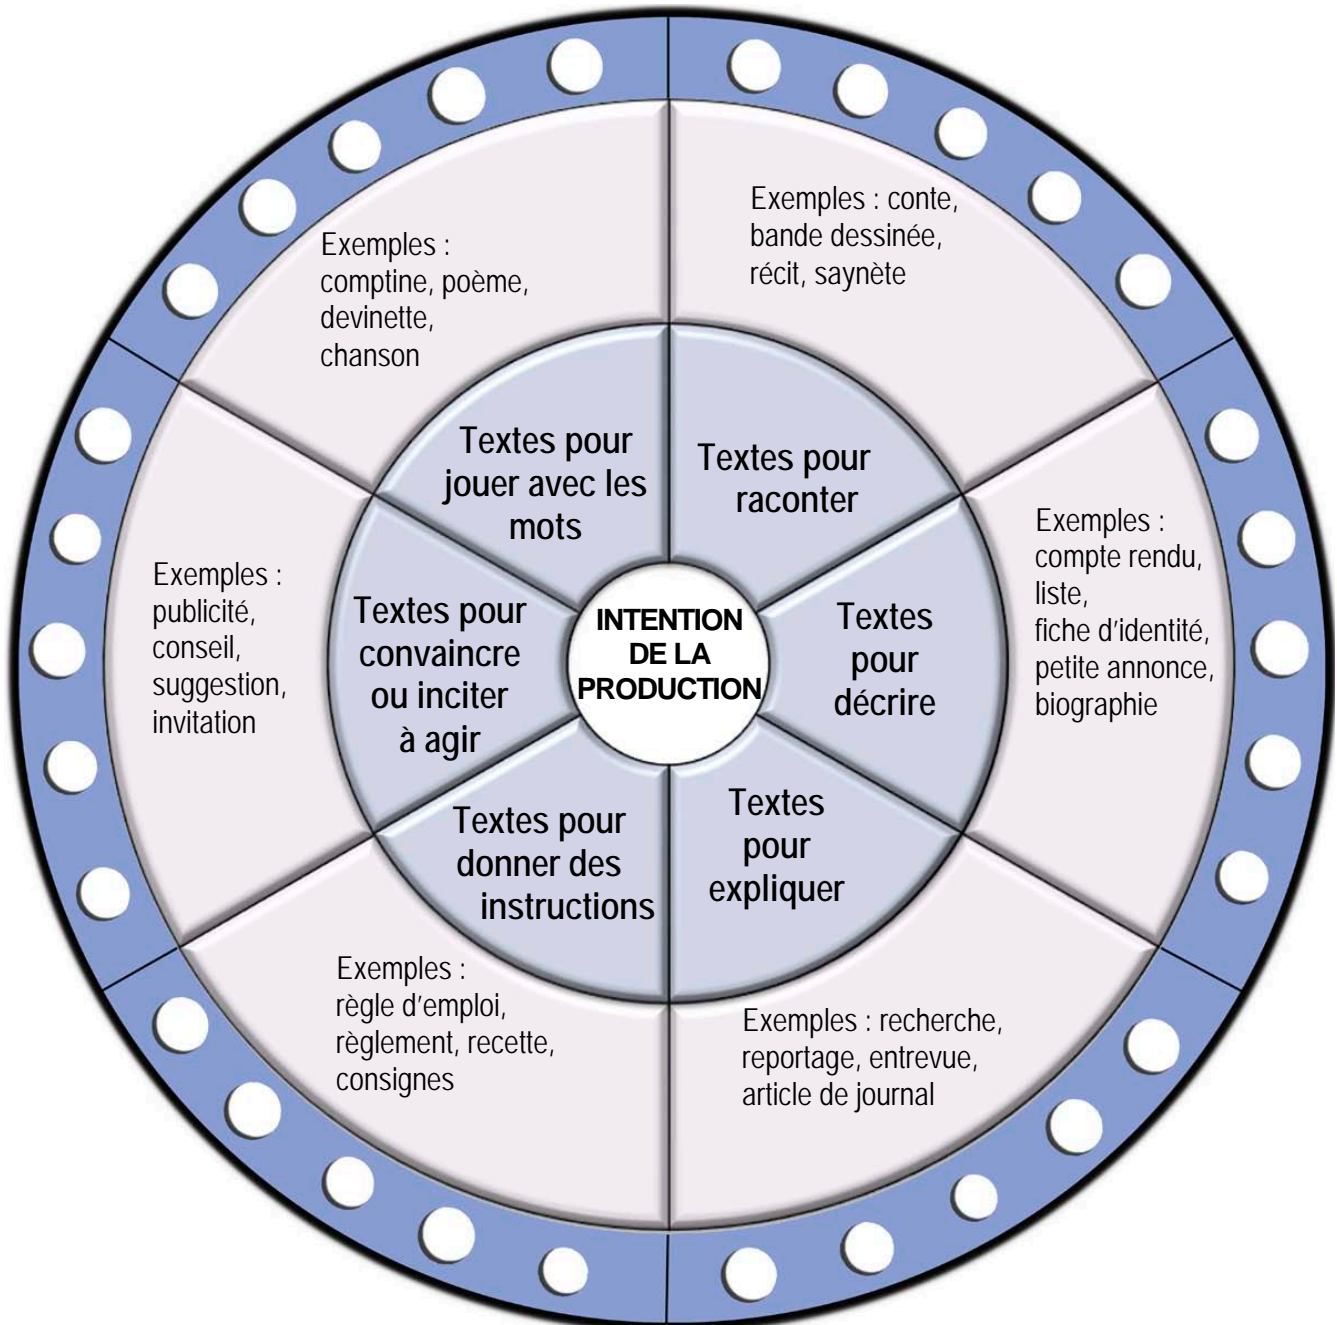 INTENTION
DE LA
PRODUCTION
Textes pour
raconter
Exemples : conte,
bande dessinée,
récit, saynète
Textes
pour
décrire
Exemples :
compte rendu,
liste,
fiche d'identité,
petite annonce,
biographie
Textes
pour
expliquer
Exemples : recherche,
reportage, entrevue,
article de journal
Textes pour
donner des
instructions
Exemples :
règle d'emploi,
règlement, recette,
consignes
Textes pour
convaincre
ou inciter
à agir
Exemples :
publicité,
conseil,
suggestion,
invitation
Textes pour
jouer avec les
mots
Exemples :
comptine, poème,
devinette,
chanson